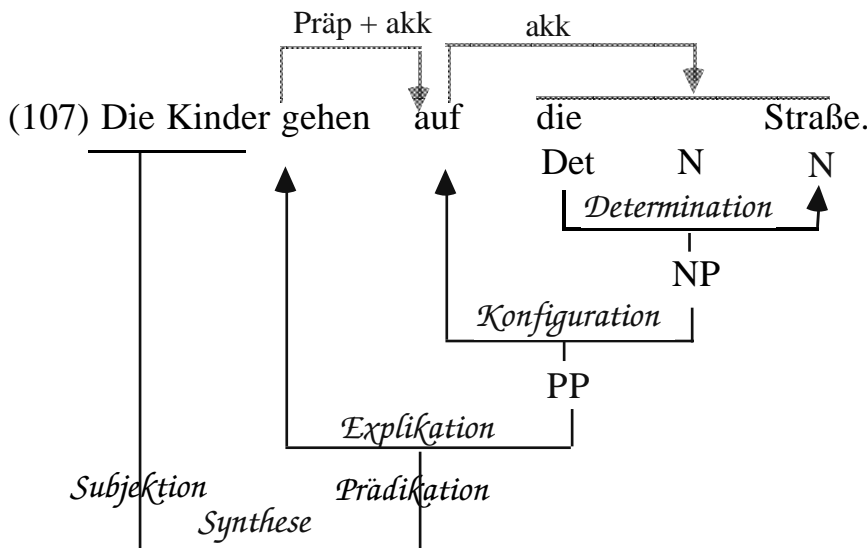 Präp + akk akk
(107) Die Kinder gehen auf die Straße.
Det N N
Determination
NP
Konfiguration
PP
Explikation
Subjektion Prädikation
Synthese